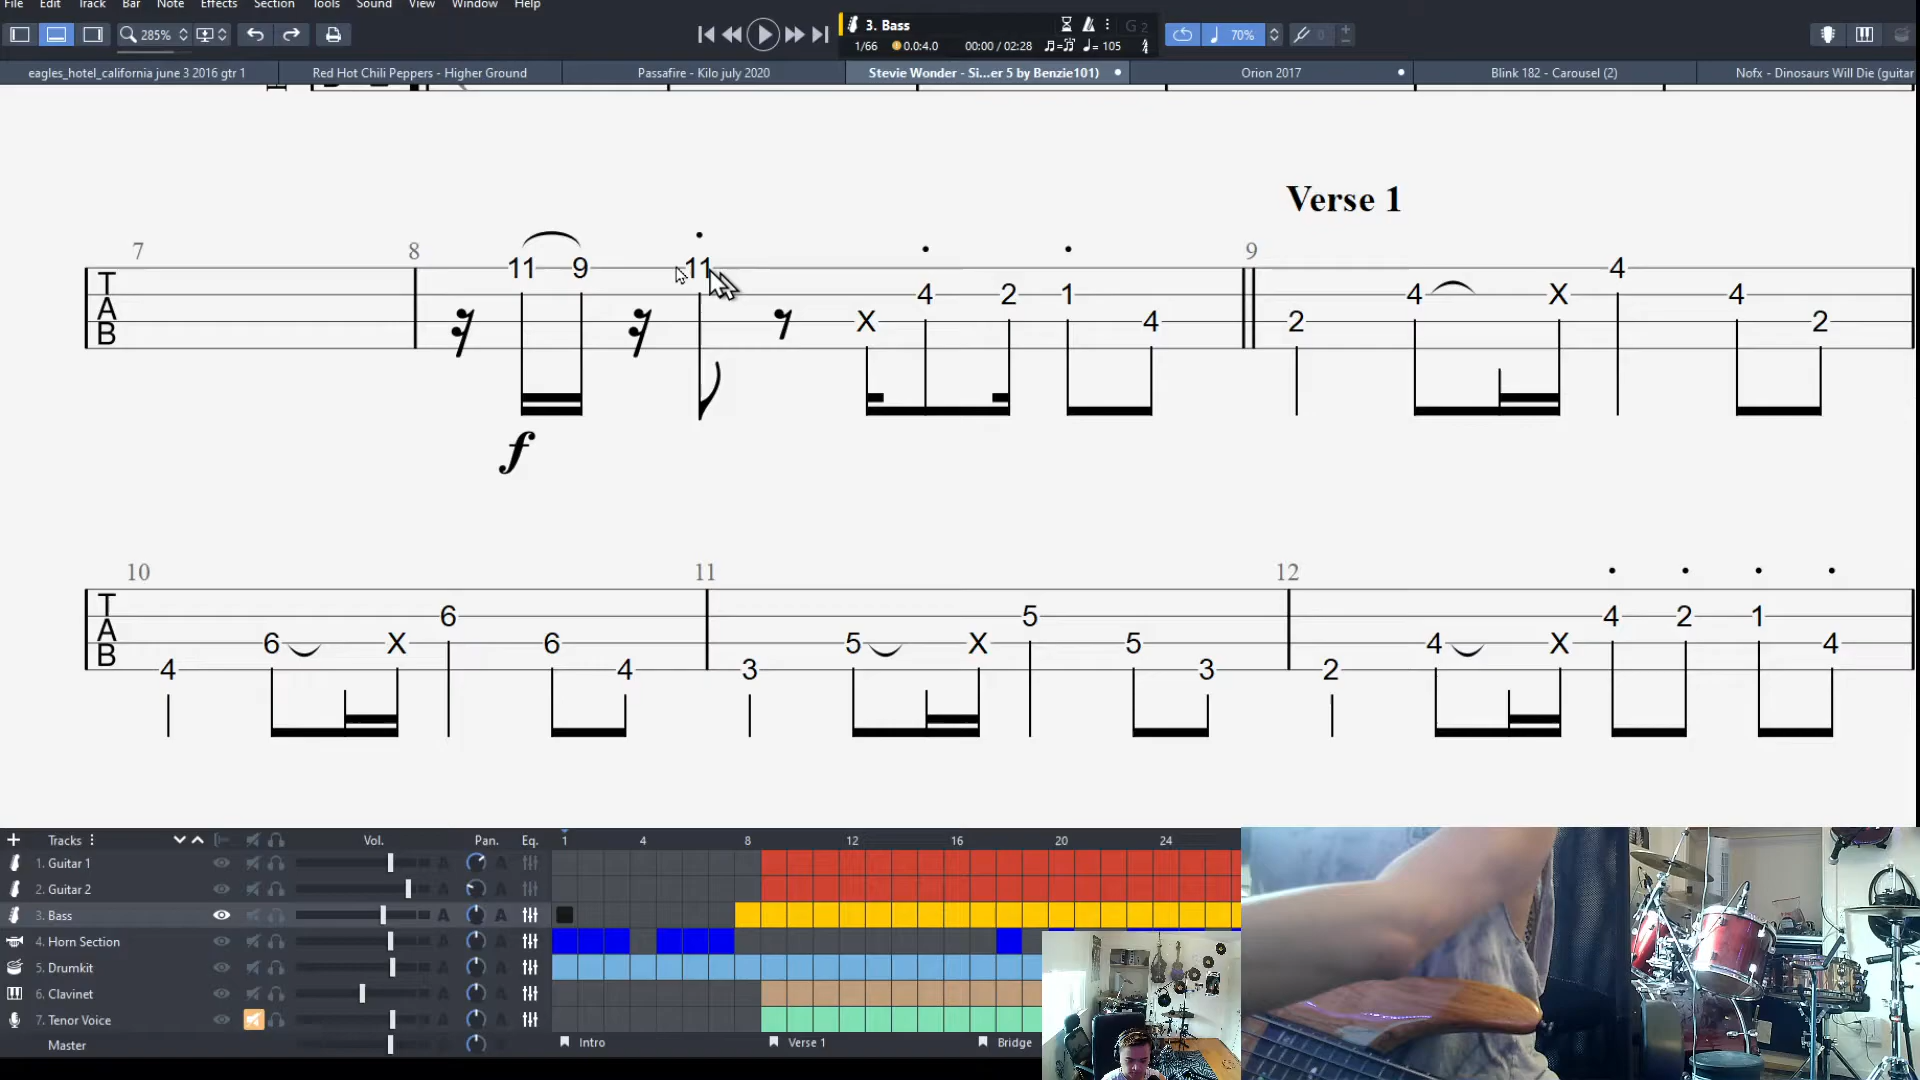 File Edit Track Bar Note Effects Section Tools Sound View Window Help
285% 3. Bass 70% 0
1/66 0.0:4.0 00:00 / 02:28 = 105
eagles_hotel_california june 3 2016 gtr 1 Red Hot Chili Peppers - Higher Ground Passafire - Kilo july 2020 Stevie Wonder - Si...er 5 by Benzie101) Orion 2017 Blink 182 - Carousel (2) Nofx - Dinosaurs Will Die (guitar
Verse 1
7 8 9
11 9 11 4
4 2 1 4 X 4
X 4 2 2
T A B
f
10 11 12
6 5 4 2 1
6 X 6 5 X 5 4 X 4
4 4 3 3 2
T A B
Tracks Vol. Pan. Eq. 1 4 8 12 16 20 24
1. Guitar 1
2. Guitar 2
3. Bass
4. Horn Section
5. Drumkit
6. Clavinet
7. Tenor Voice
Master Intro Verse 1 Bridge